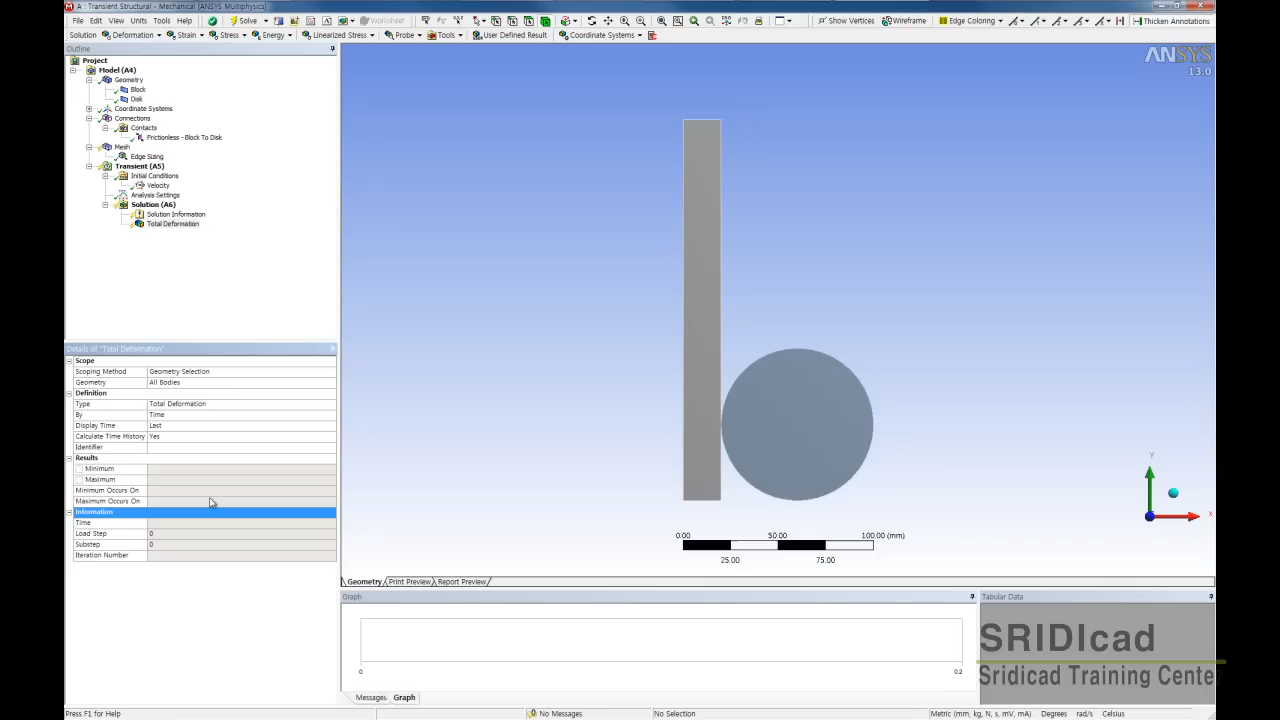 A : Transient Structural - Mechanical [ANSYS Multiphysics]
File Edit View Units Tools Help Solve Worksheet Show Vertices Wireframe Edge Coloring Thicken Annotations
Solution Deformation Strain Stress Energy Linearized Stress Probe Tools User Defined Result Coordinate Systems
Outline
Project
Model (A4)
Geometry
Block
Disk
Coordinate Systems
Connections
Contacts
Frictionless - Block To Disk
Mesh
Edge Sizing
Transient (A5)
Initial Conditions
Velocity
Analysis Settings
Solution (A6)
Solution Information
Total Deformation
Details of "Total Deformation"
Scope
Scoping Method Geometry Selection
Geometry All Bodies
Definition
Type Total Deformation
By Time
Display Time Last
Calculate Time History Yes
Identifier
Results
Minimum
Maximum
Minimum Occurs On
Maximum Occurs On
Information
Time
Load Step 0
Substep 0
Iteration Number
ANSYS
13.0
Y
X
0.00 50.00 100.00 (mm)
25.00 75.00
Geometry Print Preview Report Preview
Graph
0. 0.2
Messages Graph
Tabular Data
SRIDIcad
Sridicad Training Center
Press F1 for Help No Messages No Selection Metric (mm, kg, N, s, mV, mA) Degrees rad/s Celsius